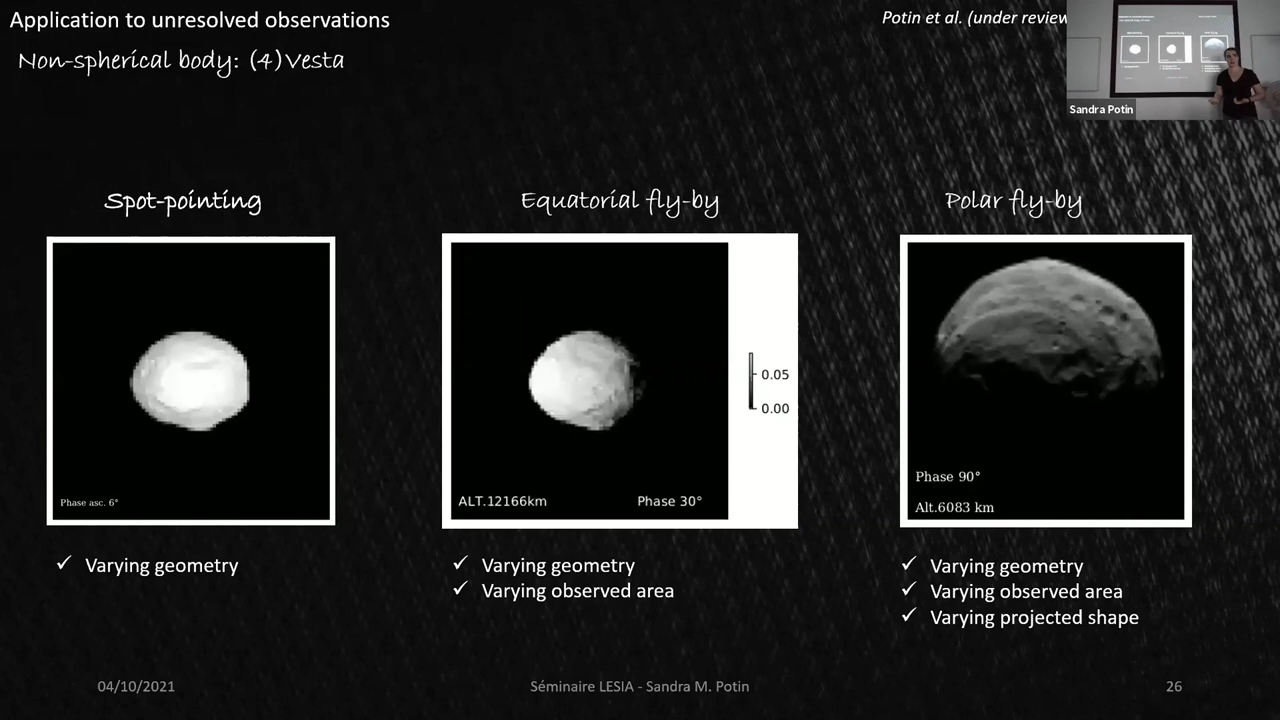 Application to unresolved observations
Potin et al. (under review
Non-spherical body: (4) Vesta
Sandra Potin
Spot-pointing
Equatorial fly-by
Polar fly-by
0.05
0.00
Phase asc. 6°
ALT.12166km
Phase 30°
Phase 90°
Alt.6083 km
✓ Varying geometry
✓ Varying geometry
✓ Varying observed area
✓ Varying geometry
✓ Varying observed area
✓ Varying projected shape
04/10/2021
Séminaire LESIA - Sandra M. Potin
26